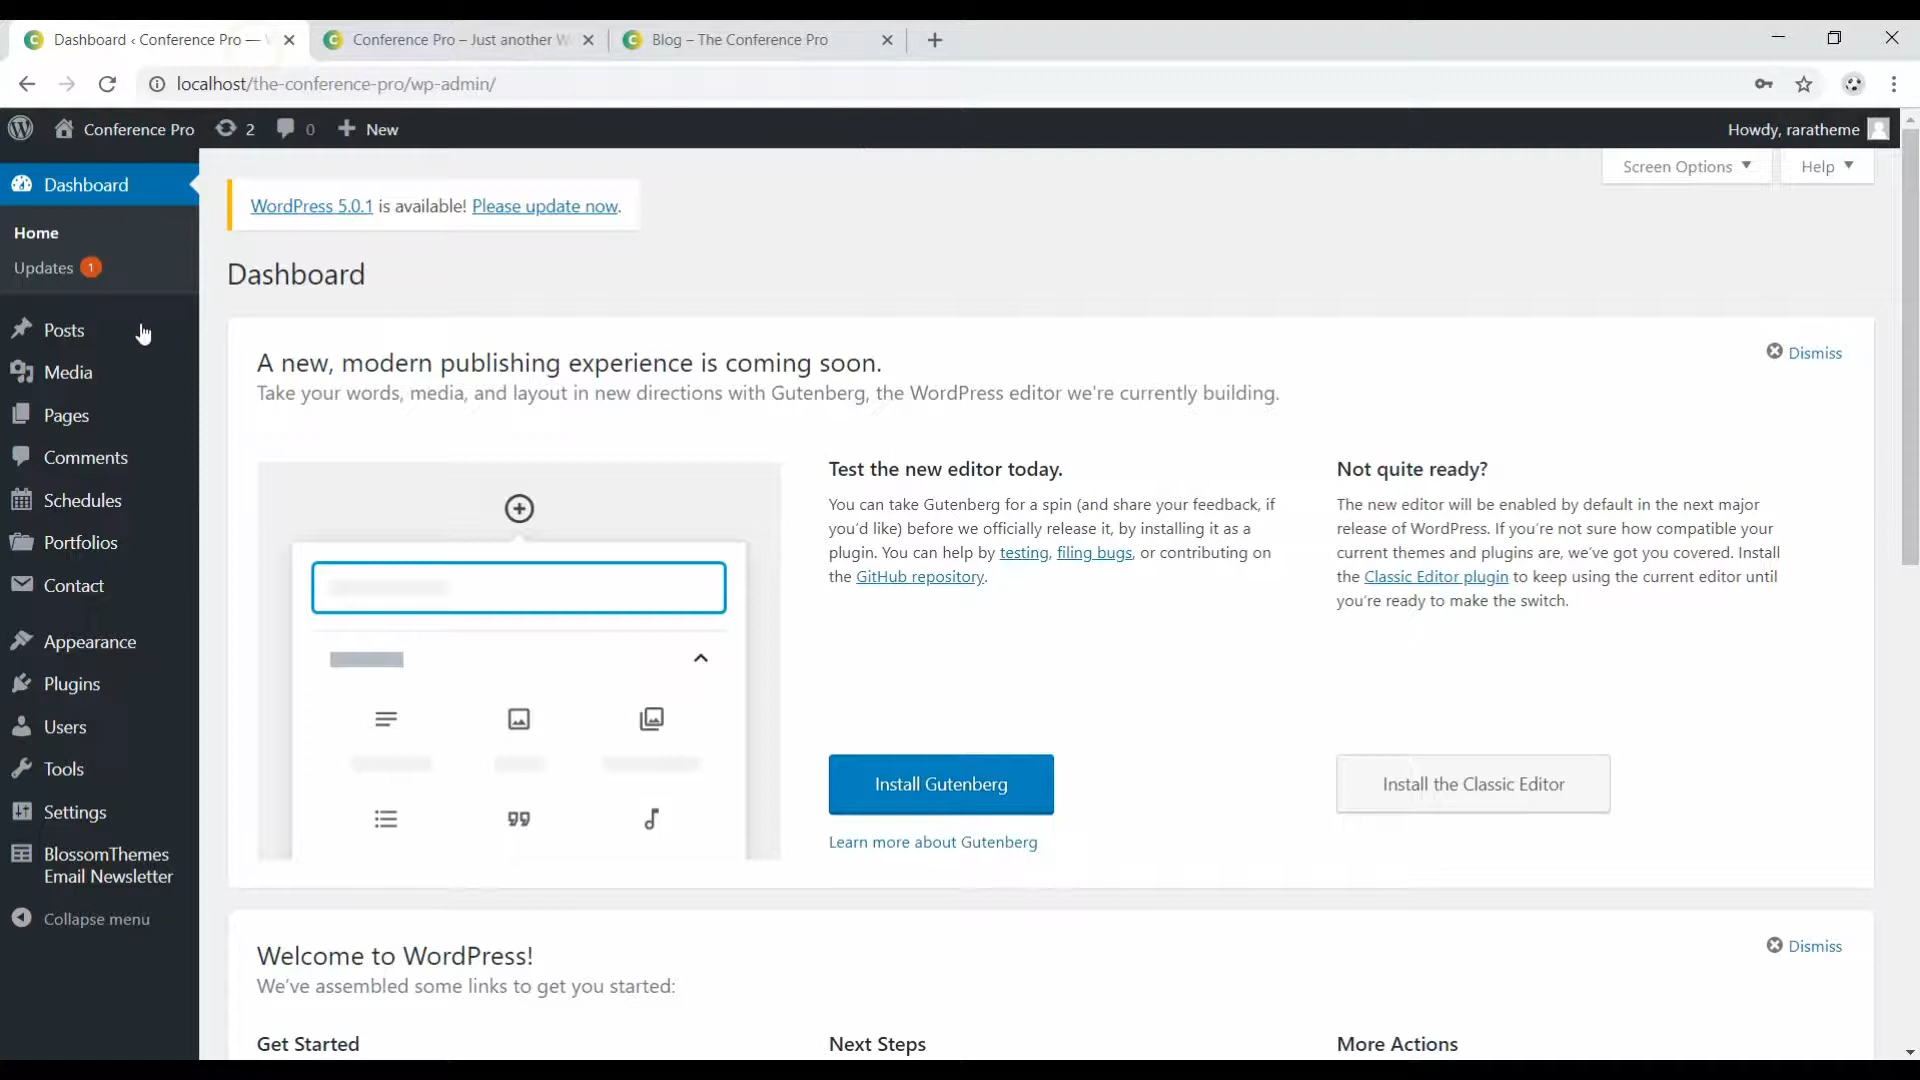 Dashboard ‹ Conference Pro —
Conference Pro – Just another W
Blog – The Conference Pro
localhost/the-conference-pro/wp-admin/
Conference Pro
2
0
New
Howdy, raratheme
Dashboard
Home
Updates 1
Posts
Media
Pages
Comments
Schedules
Portfolios
Contact
Appearance
Plugins
Users
Tools
Settings
BlossomThemes
Email Newsletter
Collapse menu
Screen Options
Help
WordPress 5.0.1 is available! Please update now.
Dashboard
A new, modern publishing experience is coming soon.
Dismiss
Take your words, media, and layout in new directions with Gutenberg, the WordPress editor we're currently building.
Test the new editor today.
You can take Gutenberg for a spin (and share your feedback, if
you'd like) before we officially release it, by installing it as a
plugin. You can help by testing, filing bugs, or contributing on
the GitHub repository.
Install Gutenberg
Learn more about Gutenberg
Not quite ready?
The new editor will be enabled by default in the next major
release of WordPress. If you're not sure how compatible your
current themes and plugins are, we've got you covered. Install
the Classic Editor plugin to keep using the current editor until
you're ready to make the switch.
Install the Classic Editor
Welcome to WordPress!
Dismiss
We've assembled some links to get you started:
Get Started
Next Steps
More Actions